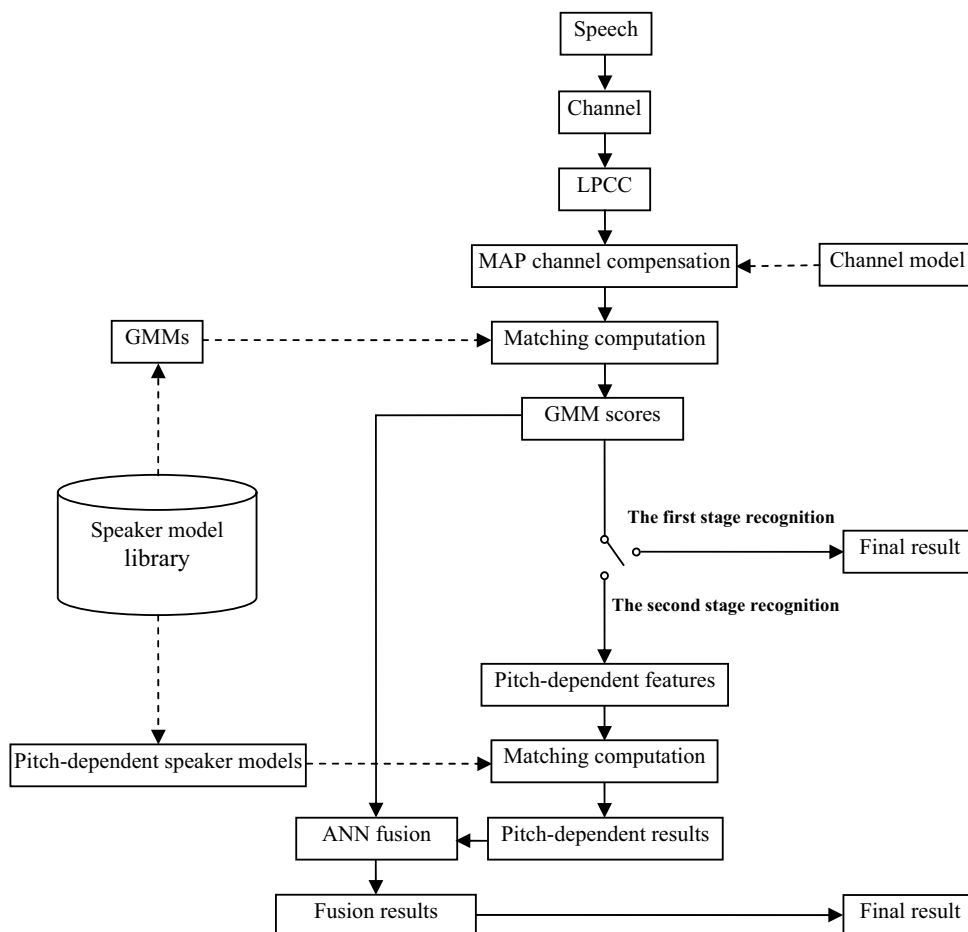 Speech
Channel
LPCC
MAP channel compensation
Channel model
GMMs
Matching computation
GMM scores
Speaker model
library
The first stage recognition
Final result
The second stage recognition
Pitch-dependent features
Pitch-dependent speaker models
Matching computation
ANN fusion
Pitch-dependent results
Fusion results
Final result